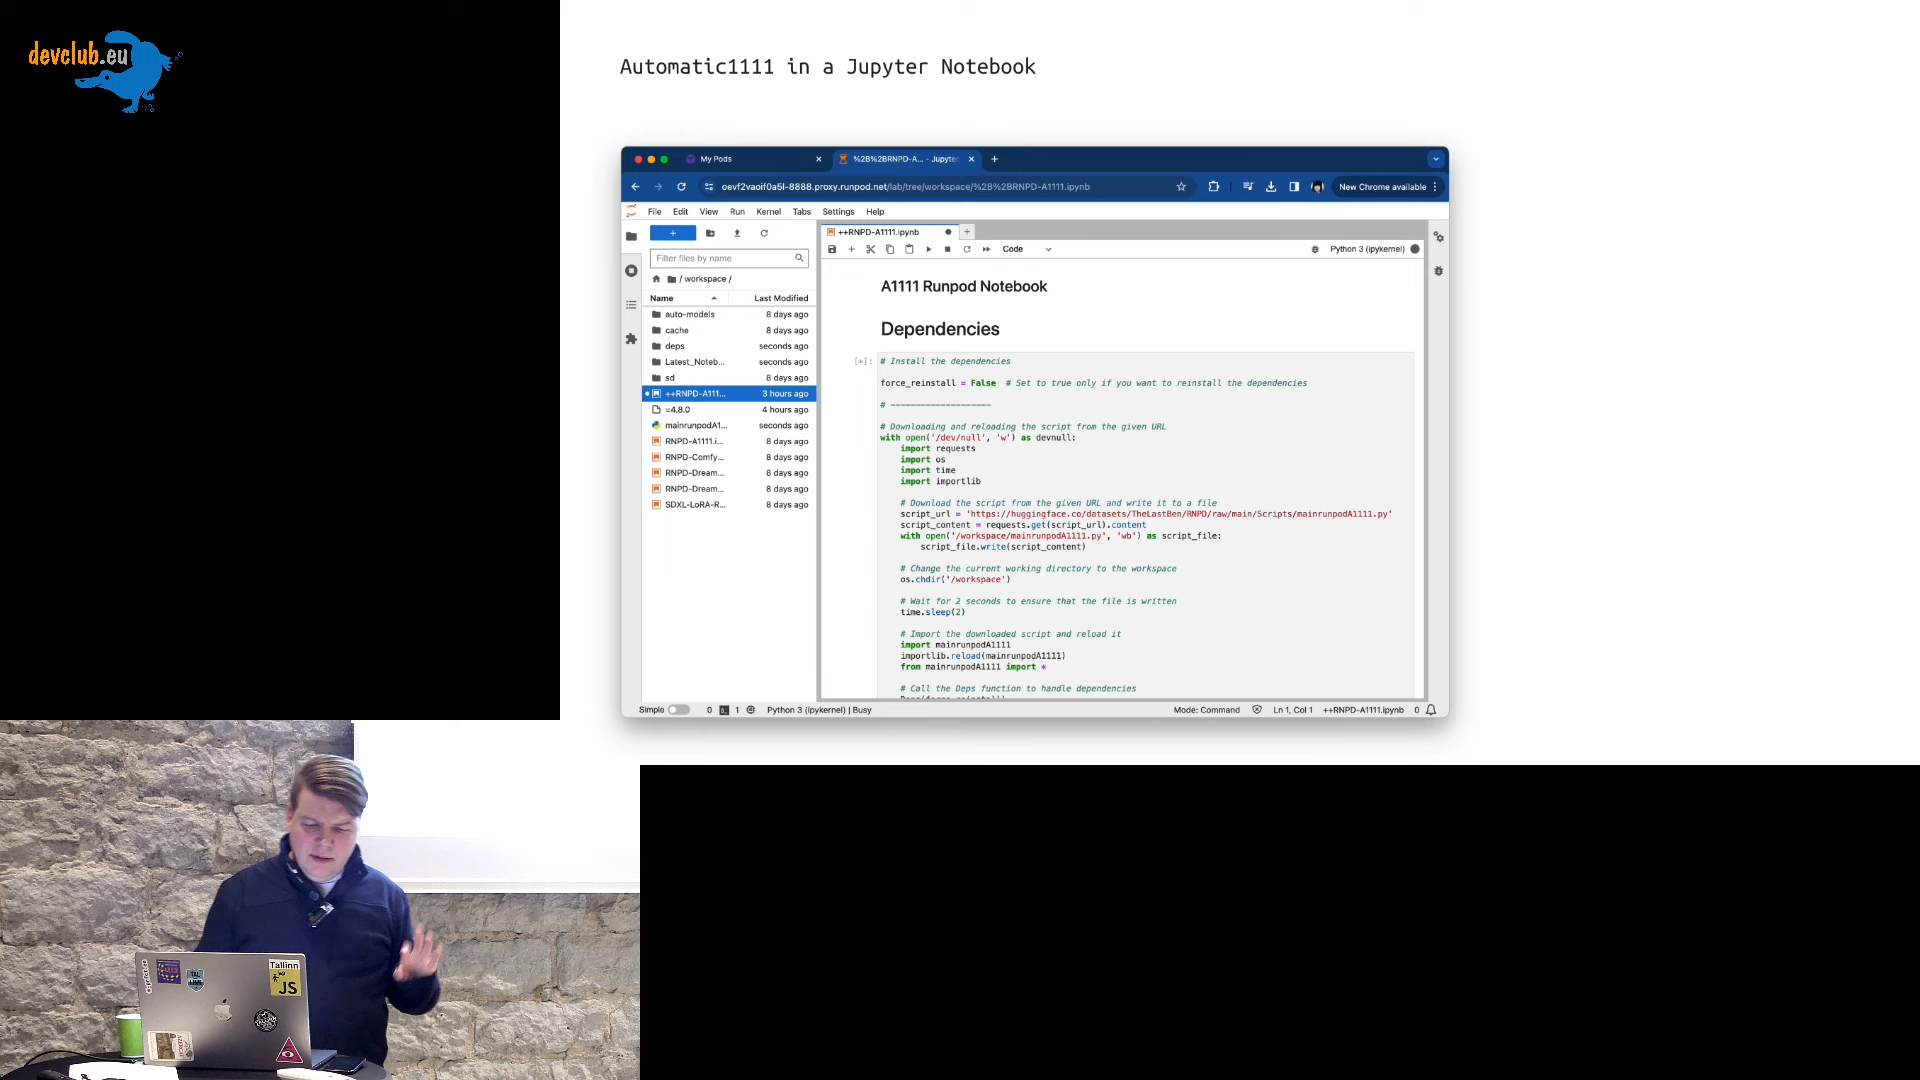 devclub.eu
Automatic1111 in a Jupyter Notebook
My Pods
%2B%2BRNPD-A... - Jupyter
oevf2vaoif0a5l-8888.proxy.runpod.net/lab/tree/workspace/%2B%2BRNPD-A1111.ipynb
New Chrome available
File Edit View Run Kernel Tabs Settings Help
+
Filter files by name
/ workspace /
Name Last Modified
auto-models 8 days ago
cache 8 days ago
deps seconds ago
Latest_Noteb... seconds ago
sd 8 days ago
++RNPD-A111... 3 hours ago
=4.8.0 4 hours ago
mainrunpodA1... seconds ago
RNPD-A1111.i... 8 days ago
RNPD-Comfy... 8 days ago
RNPD-Dream... 8 days ago
RNPD-Dream... 8 days ago
SDXL-LoRA-R... 8 days ago
++RNPD-A1111.ipynb
Code
Python 3 (ipykernel)
A1111 Runpod Notebook
Dependencies
[*]:
# Install the dependencies
force_reinstall = False # Set to true only if you want to reinstall the dependencies
# --------------------
# Downloading and reloading the script from the given URL
with open('/dev/null', 'w') as devnull:
import requests
import os
import time
import importlib
# Download the script from the given URL and write it to a file
script_url = 'https://huggingface.co/datasets/TheLastBen/RNPD/raw/main/Scripts/mainrunpodA1111.py'
script_content = requests.get(script_url).content
with open('/workspace/mainrunpodA1111.py', 'wb') as script_file:
script_file.write(script_content)
# Change the current working directory to the workspace
os.chdir('/workspace')
# Wait for 2 seconds to ensure that the file is written
time.sleep(2)
# Import the downloaded script and reload it
import mainrunpodA1111
importlib.reload(mainrunpodA1111)
from mainrunpodA1111 import *
# Call the Deps function to handle dependencies
Simple 0 1 Python 3 (ipykernel) | Busy
Mode: Command Ln 1, Col 1 ++RNPD-A1111.ipynb 0
Tallinn
JS